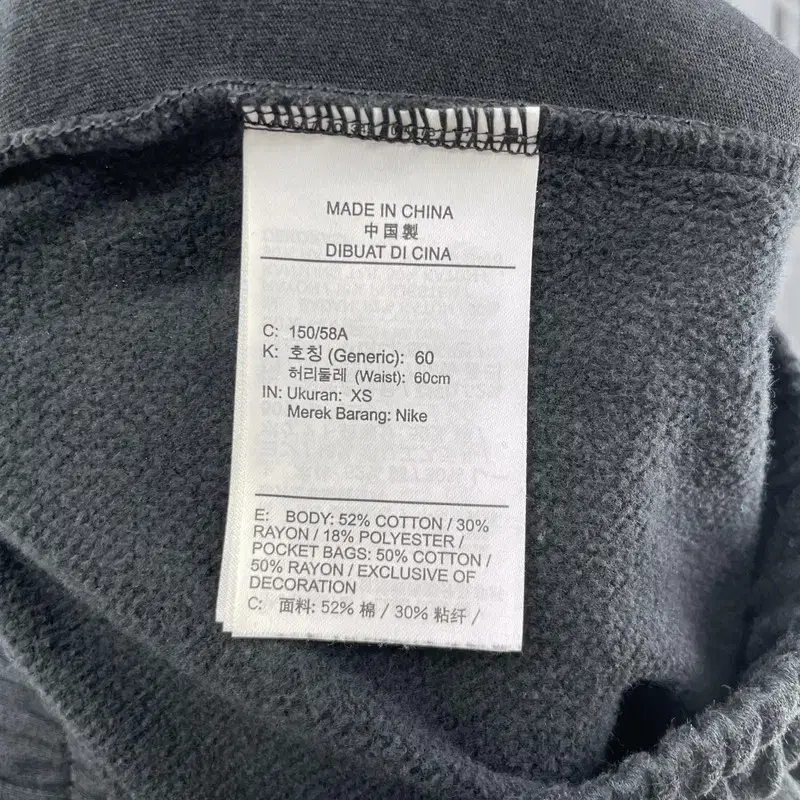 MADE IN CHINA
中国製
DIBUAT DI CINA
C: 150/58A
K: 호칭 (Generic): 60
허리둘레 (Waist): 60cm
IN: Ukuran: XS
Merek Barang: Nike
E: BODY: 52% COTTON / 30%
RAYON / 18% POLYESTER /
POCKET BAGS: 50% COTTON /
50% RAYON / EXCLUSIVE OF
DECORATION
C: 面料: 52% 棉 / 30% 粘纤 /